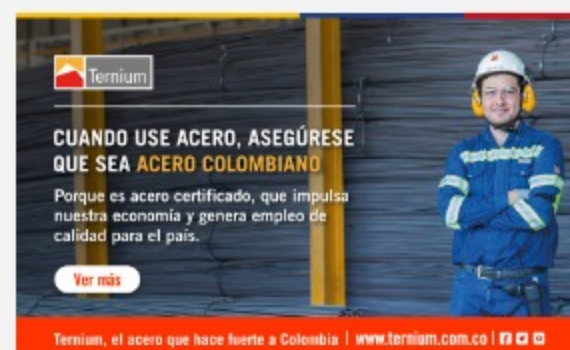 Ternium
CUANDO USE ACERO, ASEGÚRESE
QUE SEA ACERO COLOMBIANO
Porque es acero certificado, que impulsa
nuestra economía y genera empleo de
calidad para el país.
Ver más
Ternium, el acero que hace fuerte a Colombia | www.ternium.com.co |